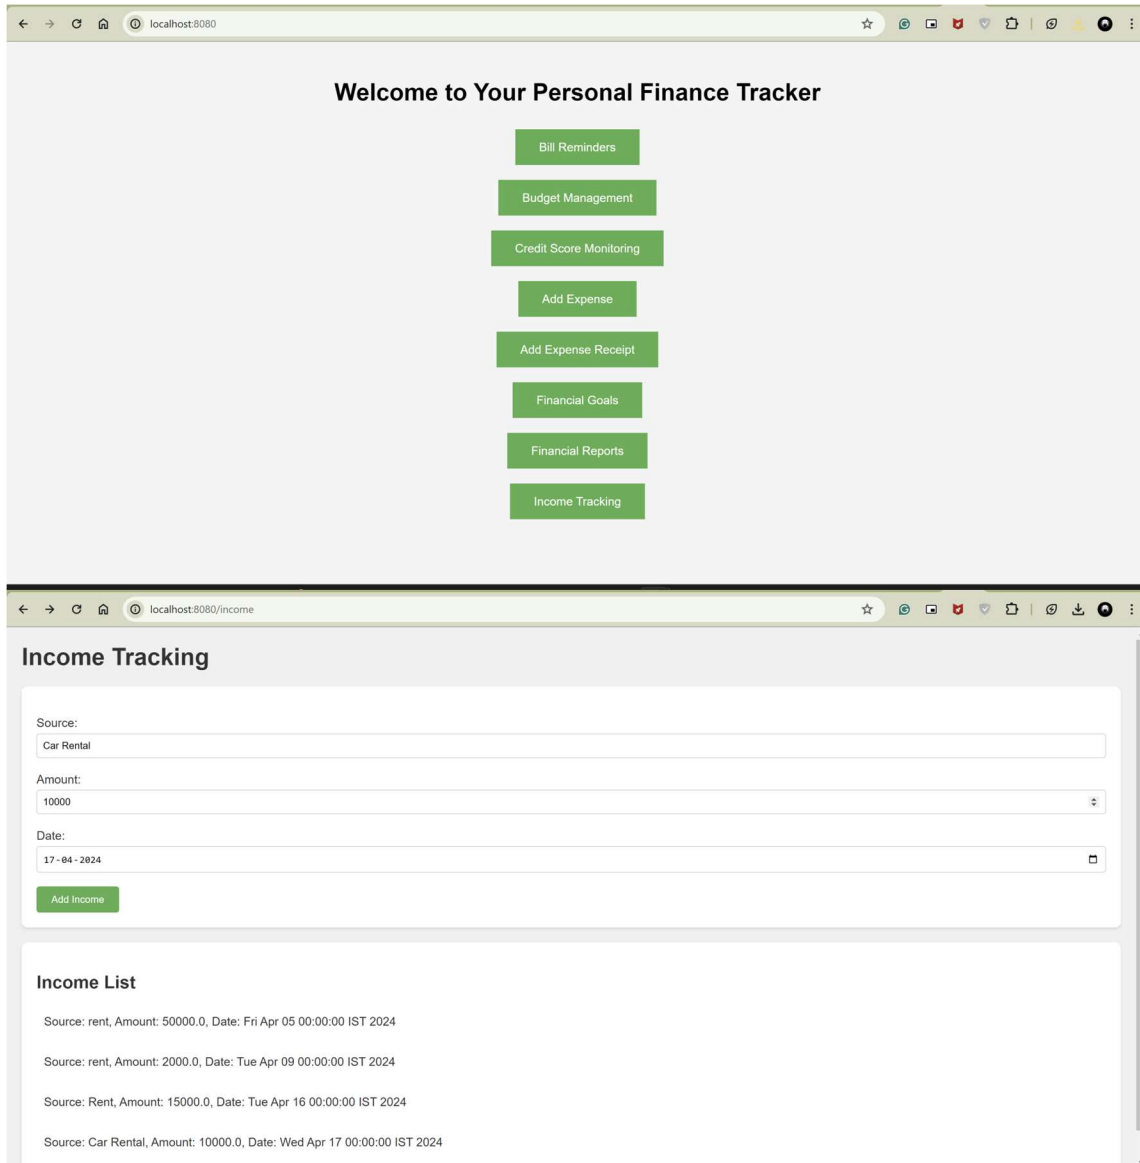 localhost:8080
Welcome to Your Personal Finance Tracker
Bill Reminders
Budget Management
Credit Score Monitoring
Add Expense
Add Expense Receipt
Financial Goals
Financial Reports
Income Tracking
localhost:8080/income
Income Tracking
Source:
Car Rental
Amount:
10000
Date:
17-04-2024
Add Income
Income List
Source: rent, Amount: 50000.0, Date: Fri Apr 05 00:00:00 IST 2024
Source: rent, Amount: 2000.0, Date: Tue Apr 09 00:00:00 IST 2024
Source: Rent, Amount: 15000.0, Date: Tue Apr 16 00:00:00 IST 2024
Source: Car Rental, Amount: 10000.0, Date: Wed Apr 17 00:00:00 IST 2024